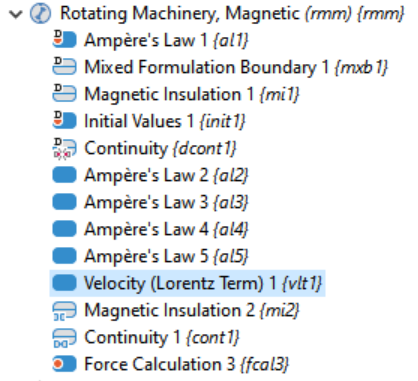 Rotating Machinery, Magnetic (rmm) {rmm}
Ampère's Law 1 {al1}
Mixed Formulation Boundary 1 {mxb1}
Magnetic Insulation 1 {mi1}
Initial Values 1 {init1}
Continuity {dcont1}
Ampère's Law 2 {al2}
Ampère's Law 3 {al3}
Ampère's Law 4 {al4}
Ampère's Law 5 {al5}
Velocity (Lorentz Term) 1 {vlt1}
Magnetic Insulation 2 {mi2}
Continuity 1 {cont1}
Force Calculation 3 {fcal3}